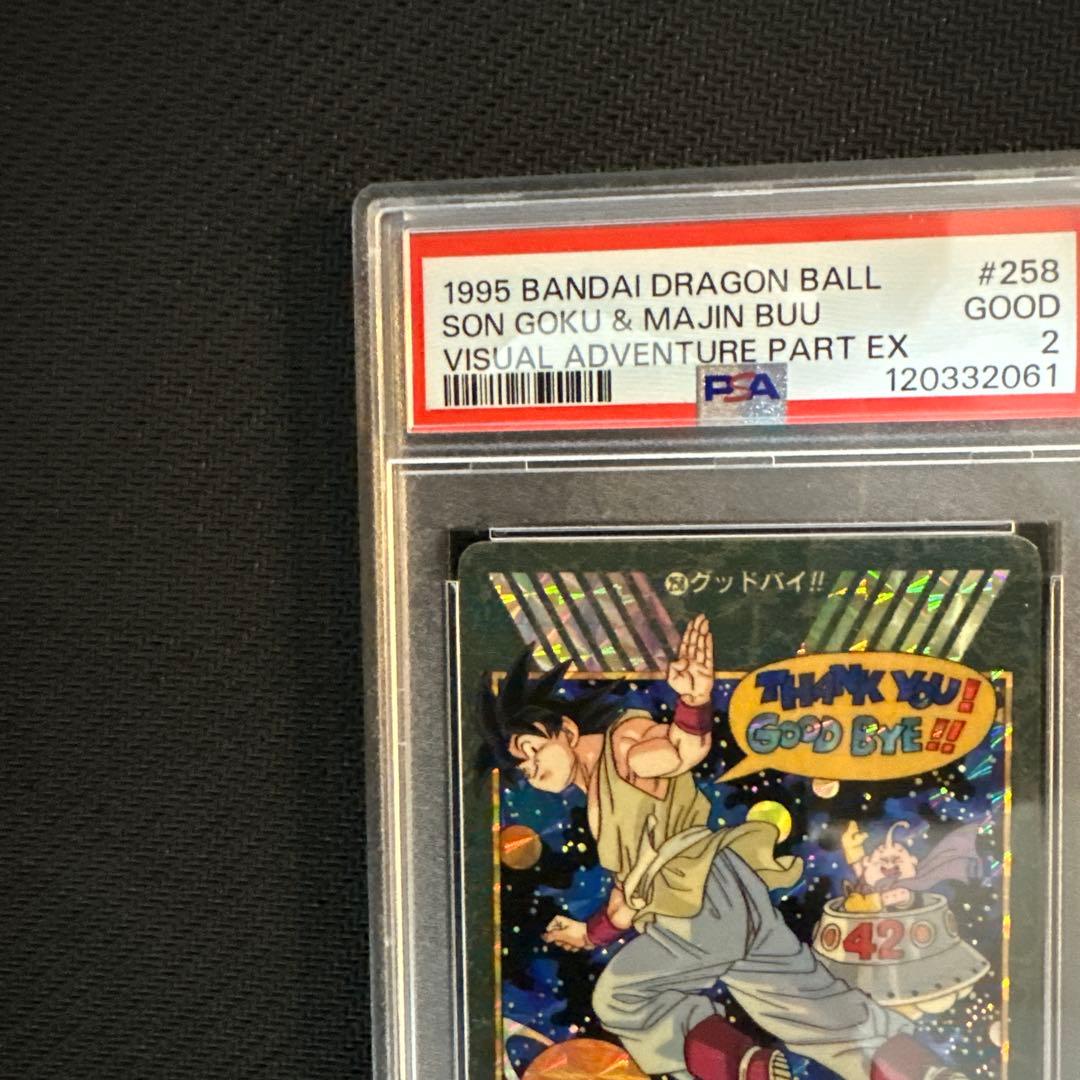 1995 BANDAI DRAGON BALL #258
SON GOKU & MAJIN BUU GOOD
VISUAL ADVENTURE PART EX 2
PSA 120332061
258 グッドバイ!!
THANK YOU!
GOOD BYE!!
42